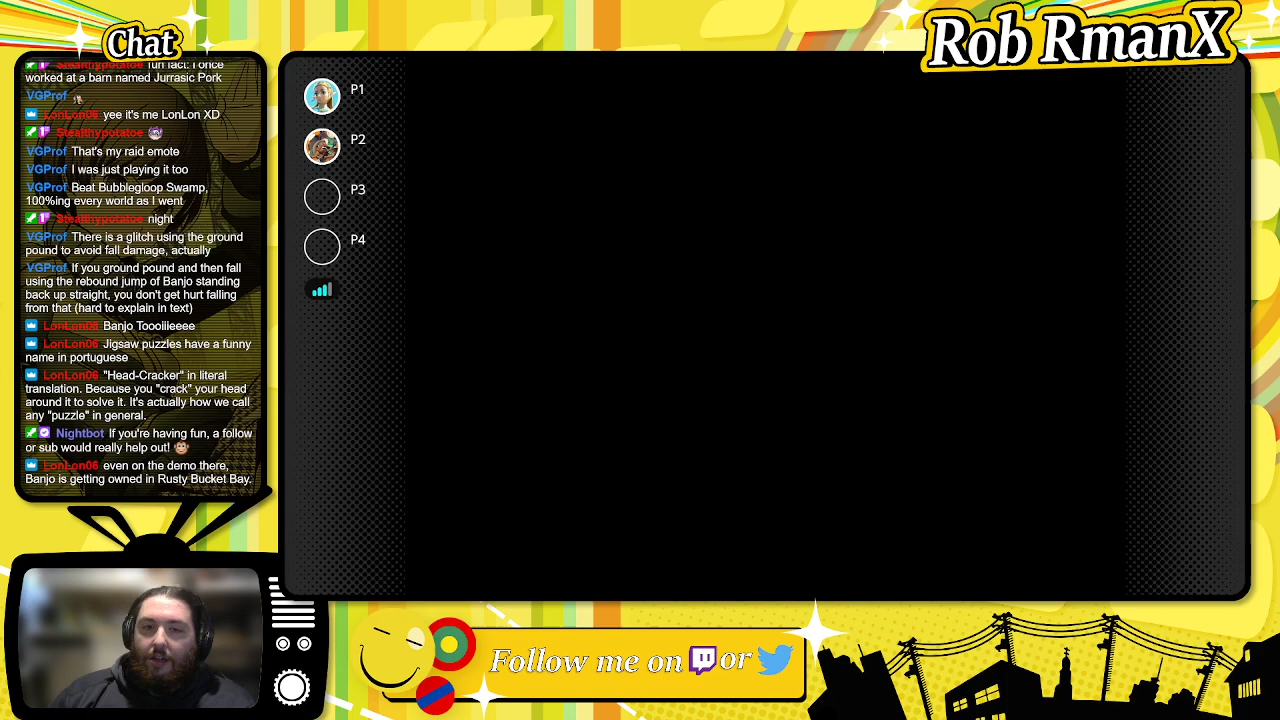 Chat
Rob RmanX
Stealthypotatoe fun fact: I once
worked at a barn named Jurrasic Pork
VGProf
LonLon06 yee it's me LonLon XD
Stealthypotatoe
VGProf That's my raid emote
VGProf I was just playing it too
VGProf Beat Bubblegloop Swamp,
100%ing every world as I went
Stealthypotatoe night
VGProf There is a glitch using the ground
pound to avoid fall damage, actually
VGProf If you ground pound and then fall
using the rebound jump of Banjo standing
back up straight, you don't get hurt falling
from that (hard to explain in text)
LonLon06 Banjo Toooiiieeee
LonLon06 Jigsaw puzzles have a funny
name in portuguese
LonLon06 "Head-Cracker" in literal
translation. Because you "crack" your head
around it to solve it. It's actually how we call
any "puzzle" in general.
Nightbot If you're having fun, a follow
or sub would really help out!
LonLon06 even on the demo there,
Banjo is getting owned in Rusty Bucket Bay.
P1
P2
P3
P4
Follow me on or